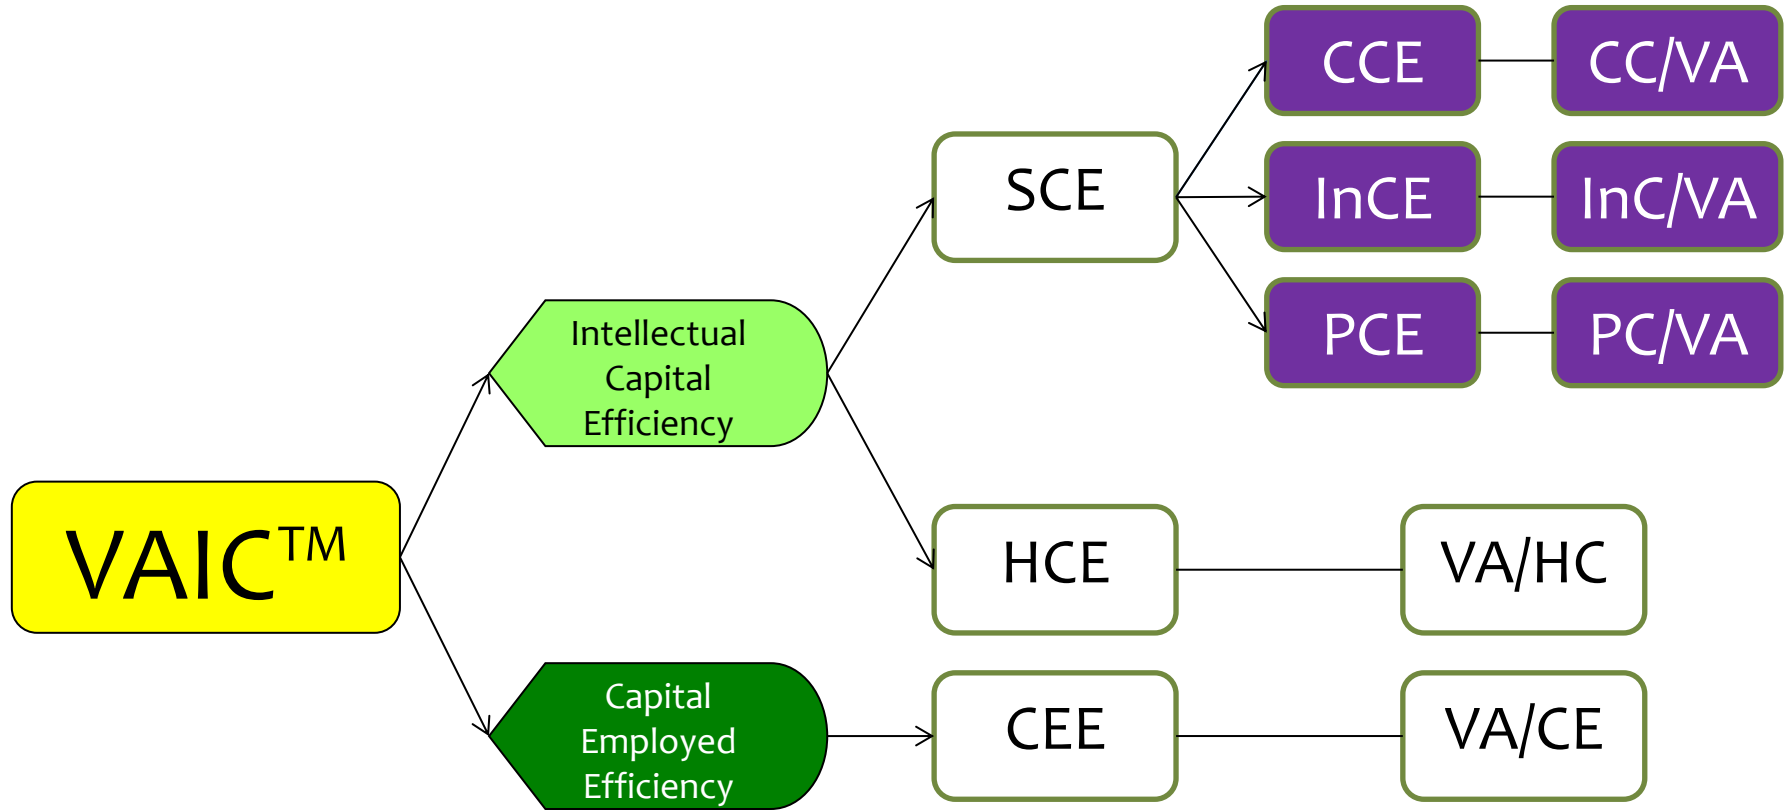 CCE
CC/VA
SCE
InCE
InC/VA
PCE
PC/VA
Intellectual
Capital
Efficiency
VAIC™
HCE
VA/HC
Capital
Employed
Efficiency
CEE
VA/CE